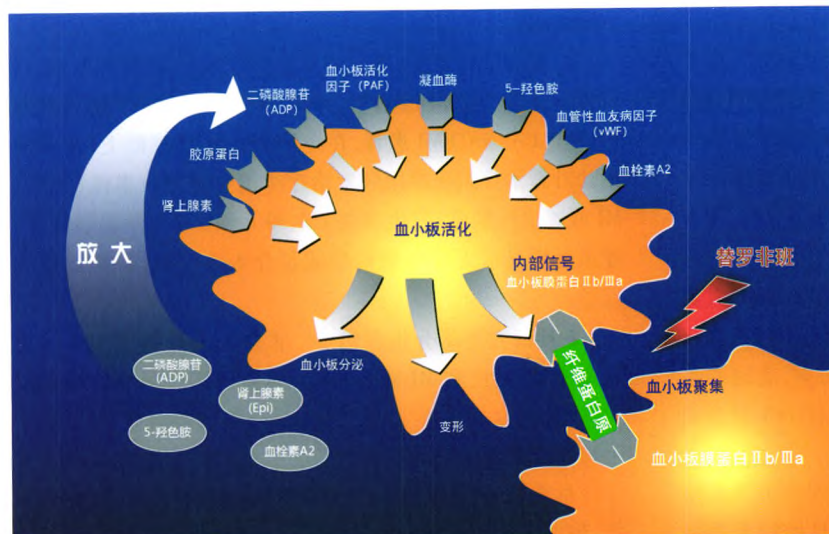 血小板活化
因子（PAF）
凝血酶
二磷酸腺苷
（ADP）
5-羟色胺
血管性血友病因子
（vWF）
胶原蛋白
血栓素A2
肾上腺素
放大
血小板活化
内部信号
血小板膜蛋白Ⅱb/Ⅲa
替罗非班
二磷酸腺苷
(ADP)
血小板分泌
纤维蛋白原
血小板聚集
肾上腺素
(Epi)
变形
5-羟色胺
血栓素A2
血小板膜蛋白Ⅱb/Ⅲa